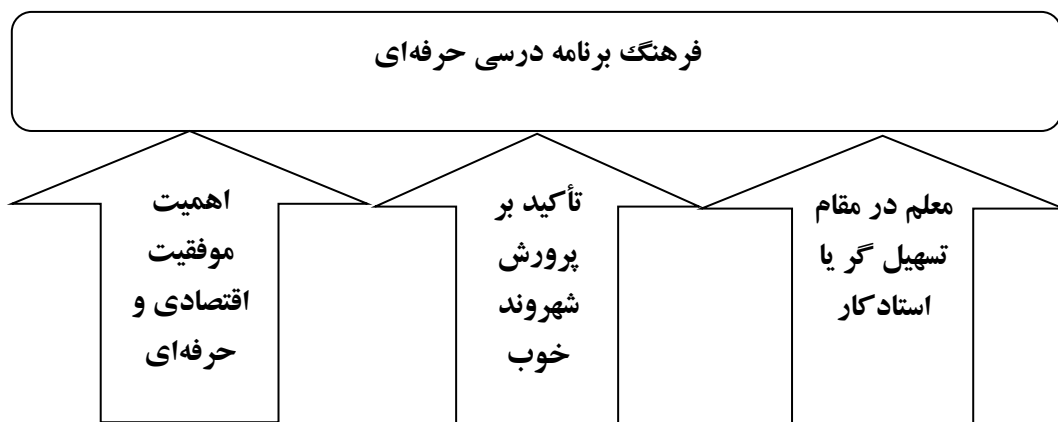 فرهنگ برنامه درسی حرفه‌ای
معلم در مقام
تسهیل گر یا
استادکار
تأکید بر
پرورش
شهروند
خوب
اهمیت
موفقیت
اقتصادی و
حرفه‌ای